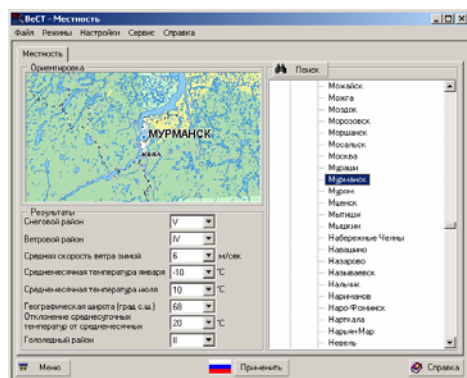 ВеСТ - Местность
Файл Режимы Настройки Сервис Справка
Местность
Ориентировка
МУРМАНСК
КОЛА
Результаты
Снеговой район V
Ветровой район IV
Средняя скорость ветра зимой 6 м/сек
Среднемесячная температура января -10 °C
Среднемесячная температура июля 10 °C
Географическая широта (град с.ш.) 68
Отклонение среднесуточных
температур от среднемесячных 20 °C
Гололедный район II
Поиск
Можайск
Можга
Моздок
Морозовск
Моршанск
Мосальск
Москва
Мураши
Мурманск
Муром
Мценск
Мытищи
Мышкин
Набережные Челны
Навашино
Назарово
Называевск
Нальчик
Нариманов
Наро-Фоминск
Нарткала
Нарьян-Мар
Невель
Меню
Применить
Справка